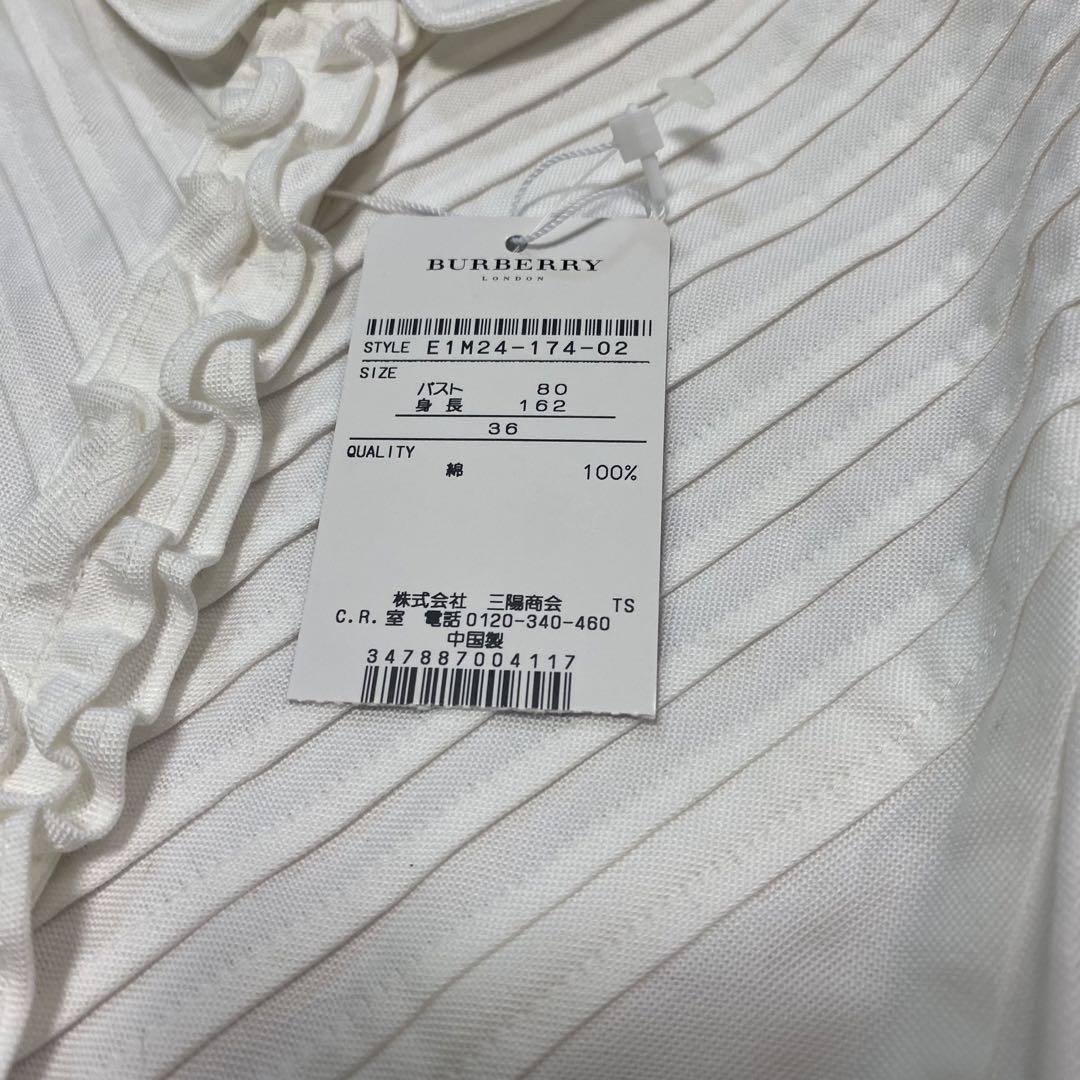 BURBERRY
LONDON
STYLE E1M24-174-02
SIZE
バスト 80
身長 162
36
QUALITY
綿 100%
株式会社 三陽商会 TS
C.R.室 電話0120-340-460
中国製
347887004117